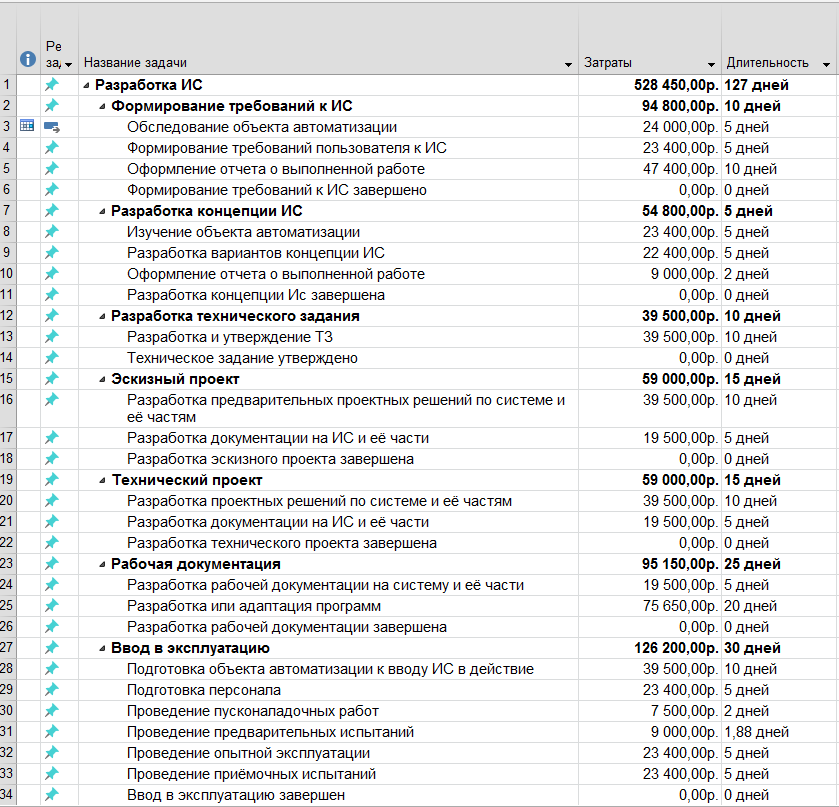 Ре
за,
Название задачи Затраты Длительность
1 Разработка ИС 528 450,00р. 127 дней
2 Формирование требований к ИС 94 800,00р. 10 дней
3 Обследование объекта автоматизации 24 000,00р. 5 дней
4 Формирование требований пользователя к ИС 23 400,00р. 5 дней
5 Оформление отчета о выполненной работе 47 400,00р. 10 дней
6 Формирование требований к ИС завершено 0,00р. 0 дней
7 Разработка концепции ИС 54 800,00р. 5 дней
8 Изучение объекта автоматизации 23 400,00р. 5 дней
9 Разработка вариантов концепции ИС 22 400,00р. 5 дней
10 Оформление отчета о выполненной работе 9 000,00р. 2 дней
11 Разработка концепции Ис завершена 0,00р. 0 дней
12 Разработка технического задания 39 500,00р. 10 дней
13 Разработка и утверждение ТЗ 39 500,00р. 10 дней
14 Техническое задание утверждено 0,00р. 0 дней
15 Эскизный проект 59 000,00р. 15 дней
16 Разработка предварительных проектных решений по системе и 39 500,00р. 10 дней
её частям
17 Разработка документации на ИС и её части 19 500,00р. 5 дней
18 Разработка эскизного проекта завершена 0,00р. 0 дней
19 Технический проект 59 000,00р. 15 дней
20 Разработка проектных решений по системе и её частям 39 500,00р. 10 дней
21 Разработка документации на ИС и её части 19 500,00р. 5 дней
22 Разработка технического проекта завершена 0,00р. 0 дней
23 Рабочая документация 95 150,00р. 25 дней
24 Разработка рабочей документации на систему и её части 19 500,00р. 5 дней
25 Разработка или адаптация программ 75 650,00р. 20 дней
26 Разработка рабочей документации завершена 0,00р. 0 дней
27 Ввод в эксплуатацию 126 200,00р. 30 дней
28 Подготовка объекта автоматизации к вводу ИС в действие 39 500,00р. 10 дней
29 Подготовка персонала 23 400,00р. 5 дней
30 Проведение пусконаладочных работ 7 500,00р. 2 дней
31 Проведение предварительных испытаний 9 000,00р. 1,88 дней
32 Проведение опытной эксплуатации 23 400,00р. 5 дней
33 Проведение приёмочных испытаний 23 400,00р. 5 дней
34 Ввод в эксплуатацию завершен 0,00р. 0 дней